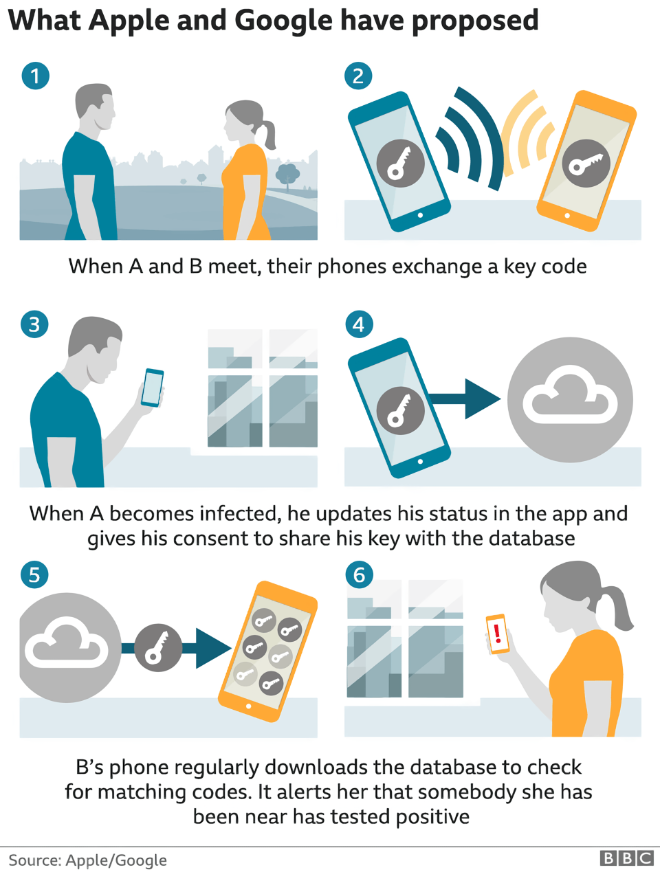 What Apple and Google have proposed
1
2
When A and B meet, their phones exchange a key code
3
4
When A becomes infected, he updates his status in the app and
gives his consent to share his key with the database
5
6
!
B's phone regularly downloads the database to check
for matching codes. It alerts her that somebody she has
been near has tested positive
Source: Apple/Google
BBC